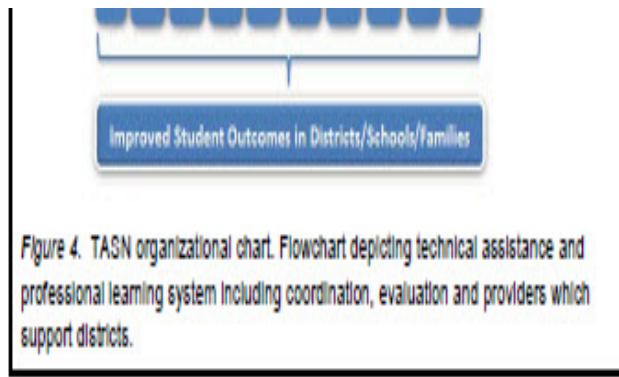 Improved Student Outcomes in Districts/Schools/Families
Figure 4. TASN organizational chart. Flowchart depicting technical assistance and
professional learning system including coordination, evaluation and providers which
support districts.